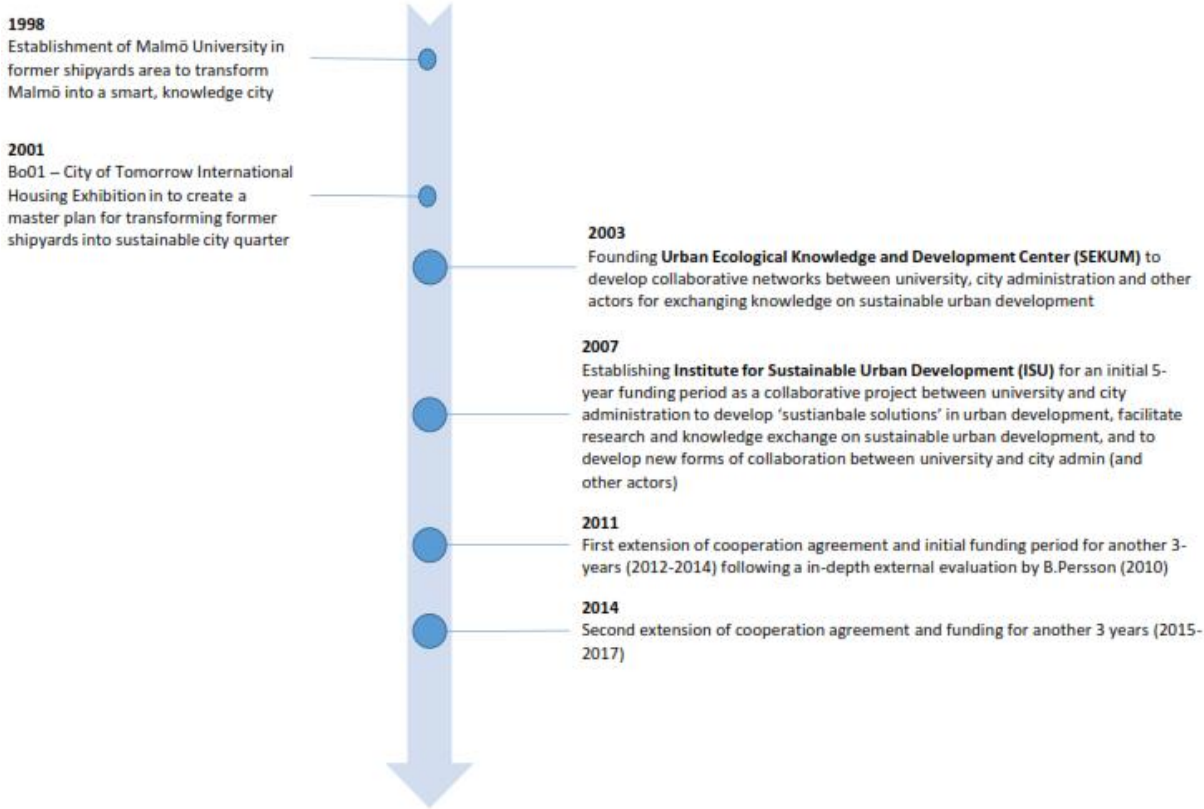 1998
Establishment of Malmö University in
former shipyards area to transform
Malmö into a smart, knowledge city
2001
Bo01 – City of Tomorrow International
Housing Exhibition in to create a
master plan for transforming former
shipyards into sustainable city quarter
2003
Founding Urban Ecological Knowledge and Development Center (SEKUM) to
develop collaborative networks between university, city administration and other
actors for exchanging knowledge on sustainable urban development
2007
Establishing Institute for Sustainable Urban Development (ISU) for an initial 5-
year funding period as a collaborative project between university and city
administration to develop ‘sustianbale solutions’ in urban development, facilitate
research and knowledge exchange on sustainable urban development, and to
develop new forms of collaboration between university and city admin (and
other actors)
2011
First extension of cooperation agreement and initial funding period for another 3-
years (2012-2014) following a in-depth external evaluation by B.Persson (2010)
2014
Second extension of cooperation agreement and funding for another 3 years (2015-
2017)